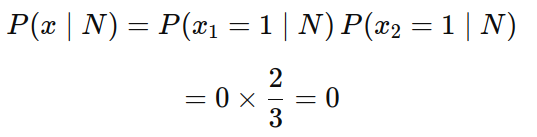 P(x | N) = P(x₁ = 1 | N) P(x₂ = 1 | N)
= 0 × 2/3 = 0